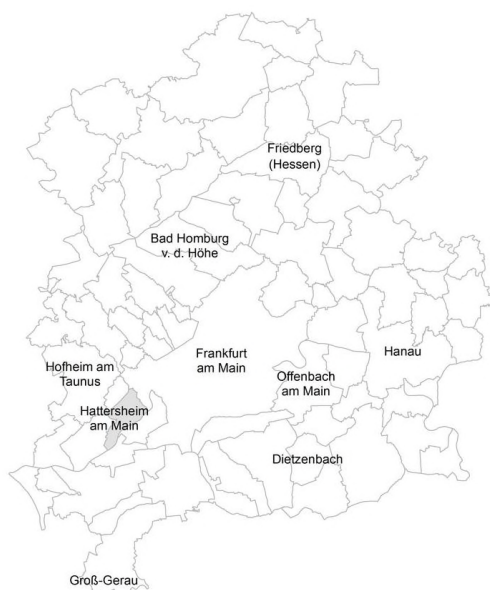 Friedberg
(Hessen)
Bad Homburg
v. d. Höhe
Frankfurt
am Main
Hanau
Hofheim am
Taunus
Offenbach
am Main
Hattersheim
am Main
Dietzenbach
Groß-Gerau